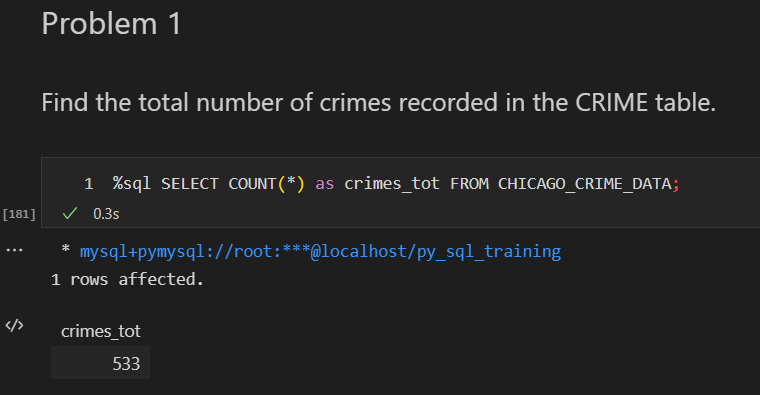 Problem 1
Find the total number of crimes recorded in the CRIME table.
1 %sql SELECT COUNT(*) as crimes_tot FROM CHICAGO_CRIME_DATA;
[181] ✓ 0.3s
... * mysql+pymysql://root:***@localhost/py_sql_training
1 rows affected.
</> crimes_tot
533